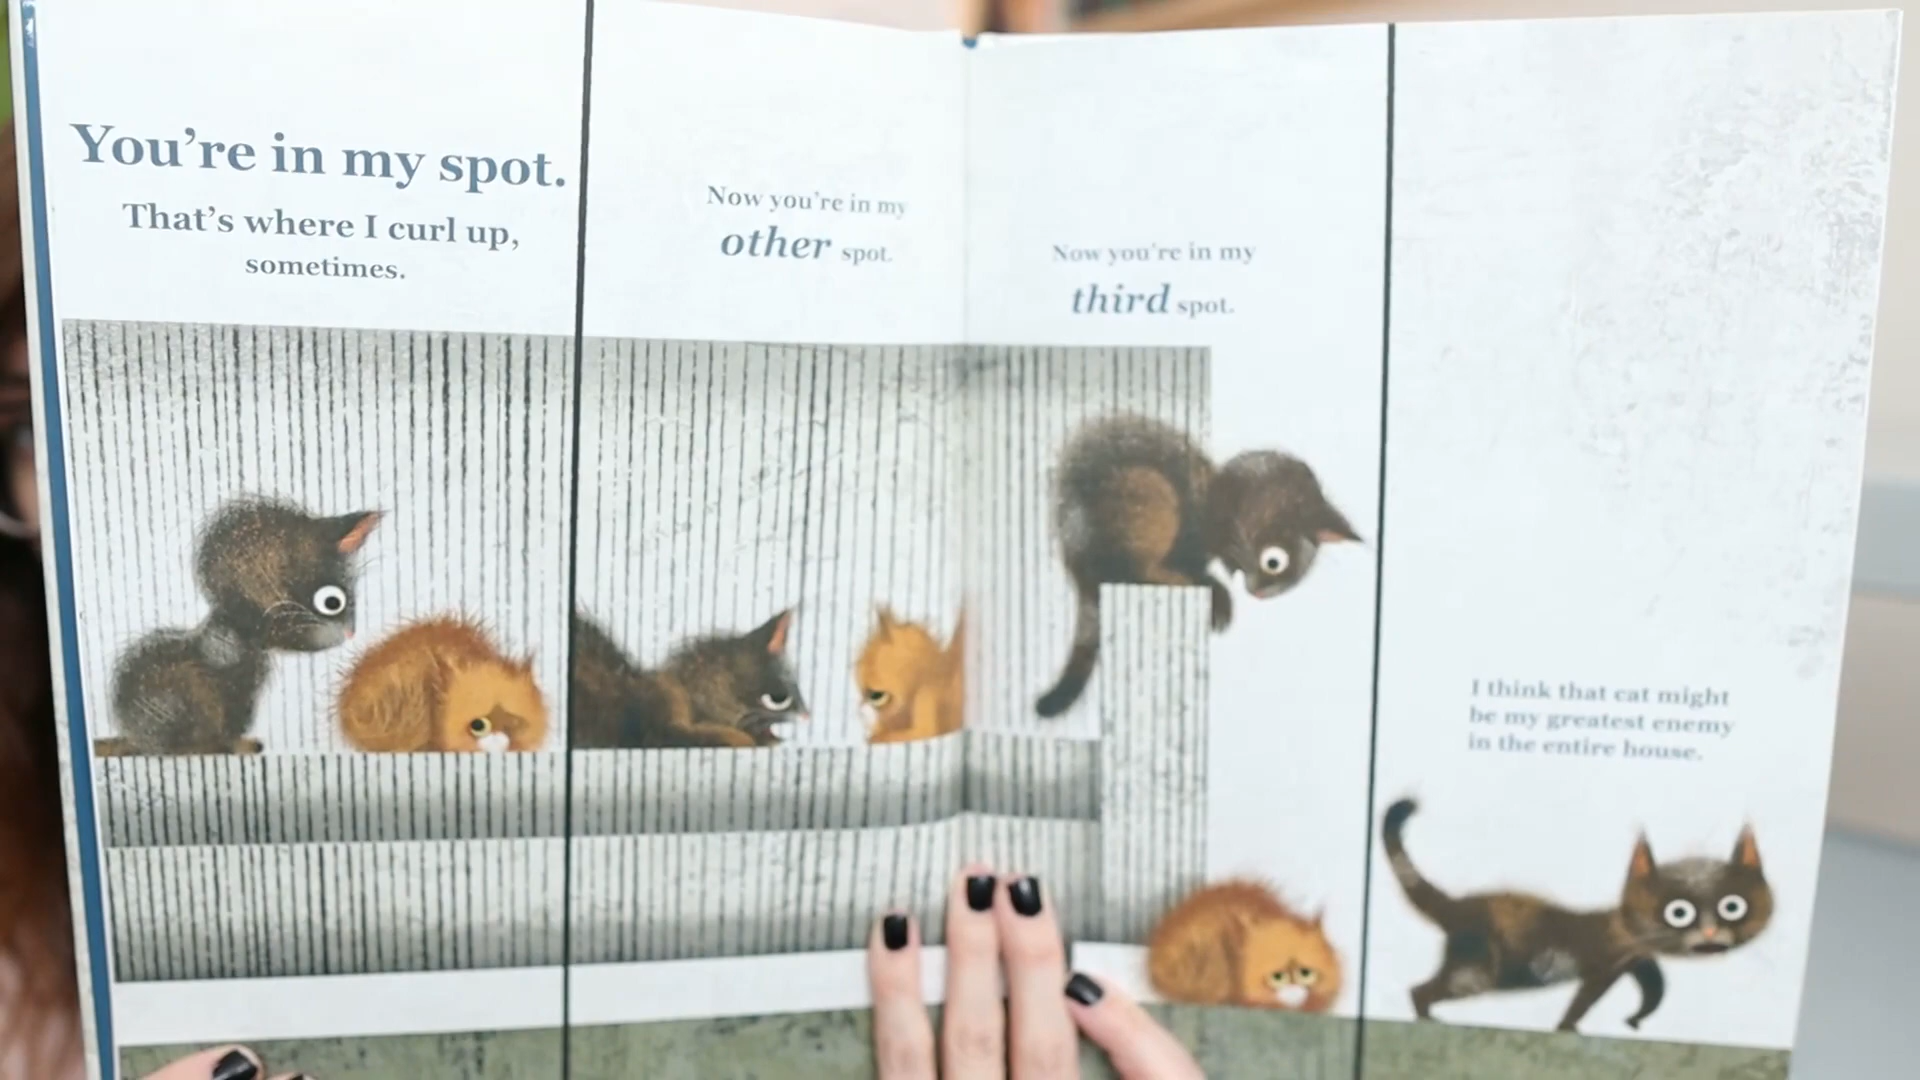 You're in my spot.
That's where I curl up,
sometimes.
Now you're in my
other spot.
Now you're in my
third spot.
I think that cat might
be my greatest enemy
in the entire house.